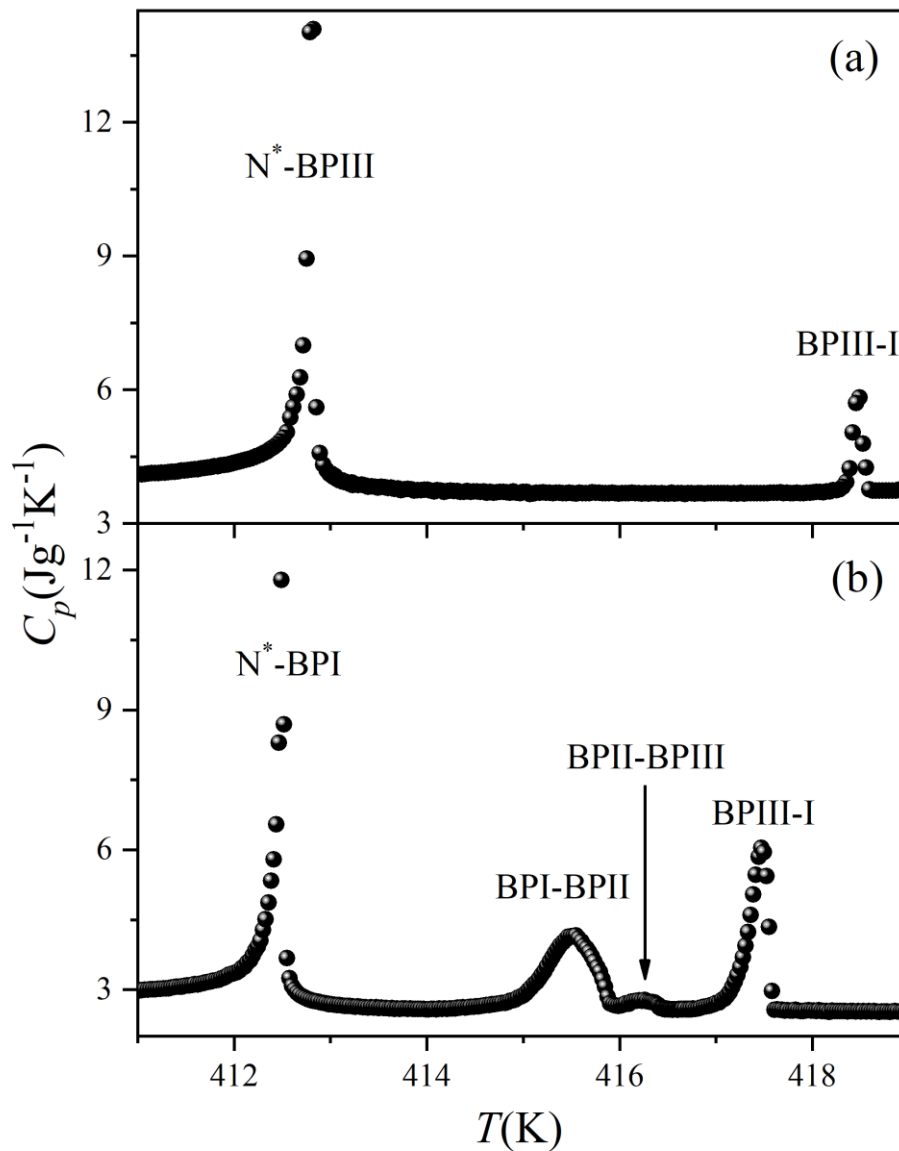 (a)
12
N*-BPIII
9
BPIII-I
6
3
Cp(Jg-1K-1)
(b)
12
N*-BPI
9
BPII-BPIII
BPIII-I
6
BPI-BPII
3
412 414 416 418
T(K)